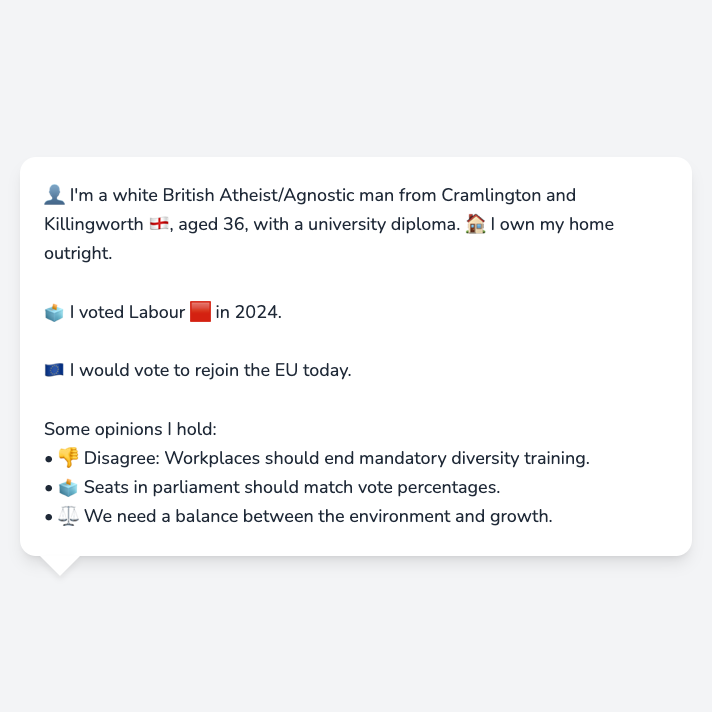 👤 I'm a white British Atheist/Agnostic man from Cramlington and
Killingworth 🏴󠁧󠁢󠁥󠁮󠁧󠁿, aged 36, with a university diploma. 🏠 I own my home
outright.
🗳️ I voted Labour 🟥 in 2024.
🇪🇺 I would vote to rejoin the EU today.
Some opinions I hold:
• 👎 Disagree: Workplaces should end mandatory diversity training.
• 🗳️ Seats in parliament should match vote percentages.
• ⚖️ We need a balance between the environment and growth.